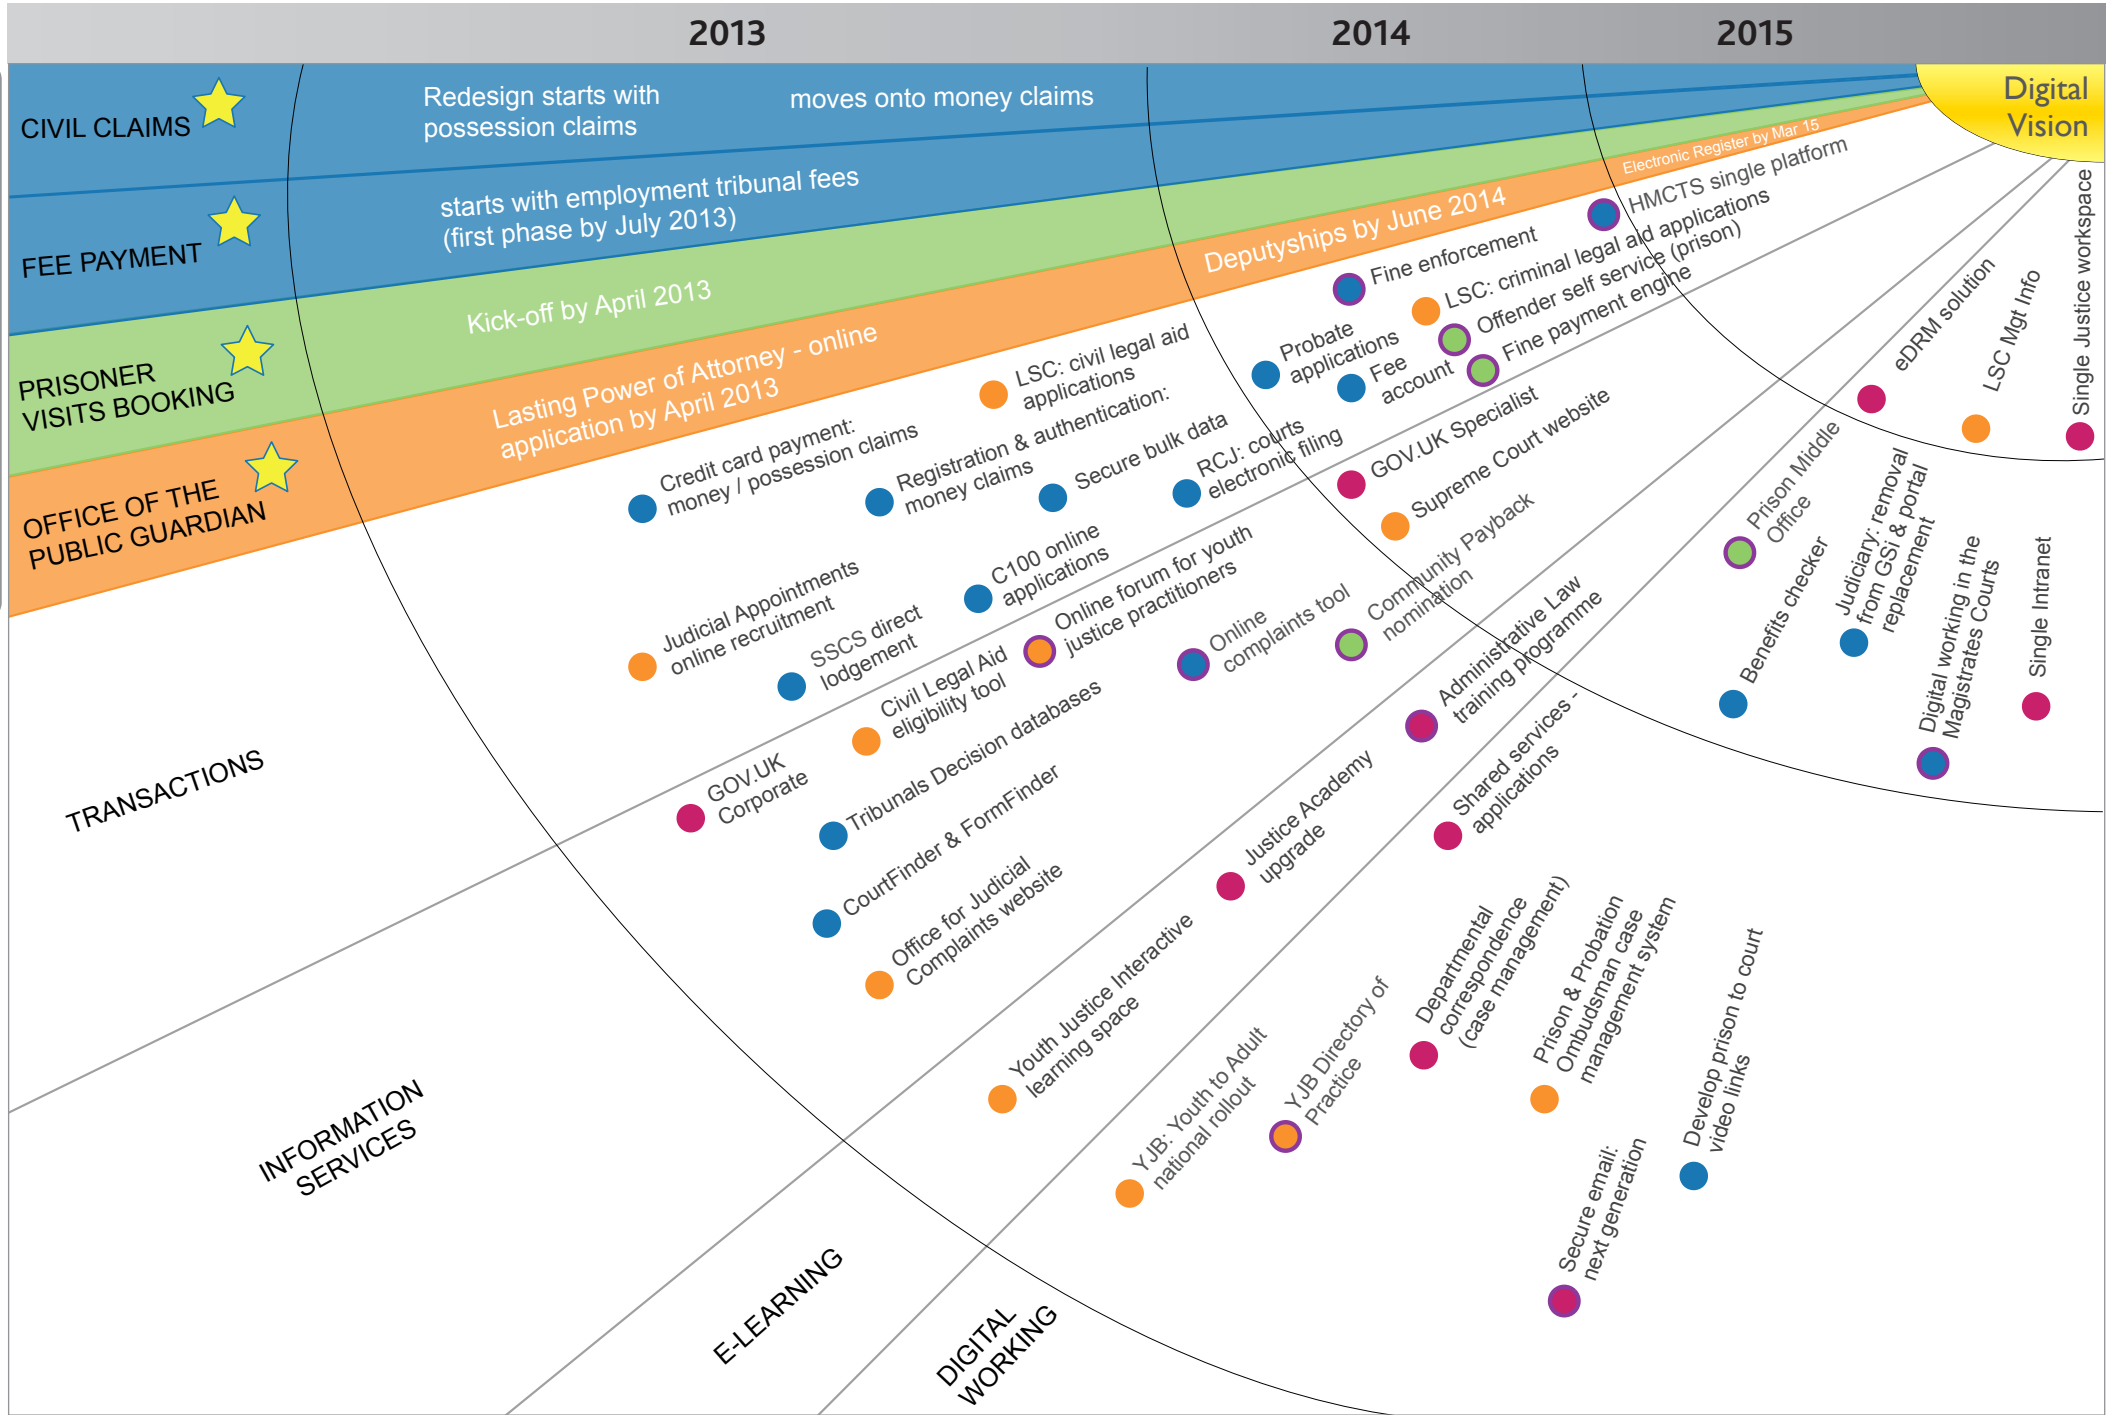 2013
2014
2015
Digital
Vision
CIVIL CLAIMS
Redesign starts with
possession claims
moves onto money claims
FEE PAYMENT
starts with employment tribunal fees
(first phase by July 2013)
PRISONER
VISITS BOOKING
Kick-off by April 2013
OFFICE OF THE
PUBLIC GUARDIAN
Lasting Power of Attorney - online
application by April 2013
Deputyships by June 2014
Electronic Register by Mar 15
TRANSACTIONS
Credit card payment:
money / possession claims
LSC: civil legal aid
applications
Registration & authentication:
money claims
Secure bulk data
RCJ: courts
electronic filing
Judicial Appointments
online recruitment
SSCS direct
lodgement
C100 online
applications
Fine enforcement
HMCTS single platform
LSC: criminal legal aid applications
Offender self service (prison)
Fine payment engine
Probate
applications
Fee
account
INFORMATION
SERVICES
GOV.UK
Corporate
Civil Legal Aid
eligibility tool
Online forum for youth
justice practitioners
Tribunals Decision databases
CourtFinder & FormFinder
Office for Judicial
Complaints website
Online
complaints tool
Community Payback
nomination
GOV.UK Specialist
Supreme Court website
E-LEARNING
Youth Justice Interactive
learning space
Justice Academy
upgrade
Administrative Law
training programme
DIGITAL
WORKING
YJB: Youth to Adult
national rollout
YJB Directory of
Practice
Departmental
correspondence
(case management)
Shared services -
applications
Prison & Probation
Ombudsman case
management system
Secure email:
next generation
Develop prison to court
video links
Prison Middle
Office
Benefits checker
Judiciary: removal
from GSi & portal
replacement
Digital working in the
Magistrates Courts
Single Intranet
eDRM solution
LSC Mgt Info
Single Justice workspace